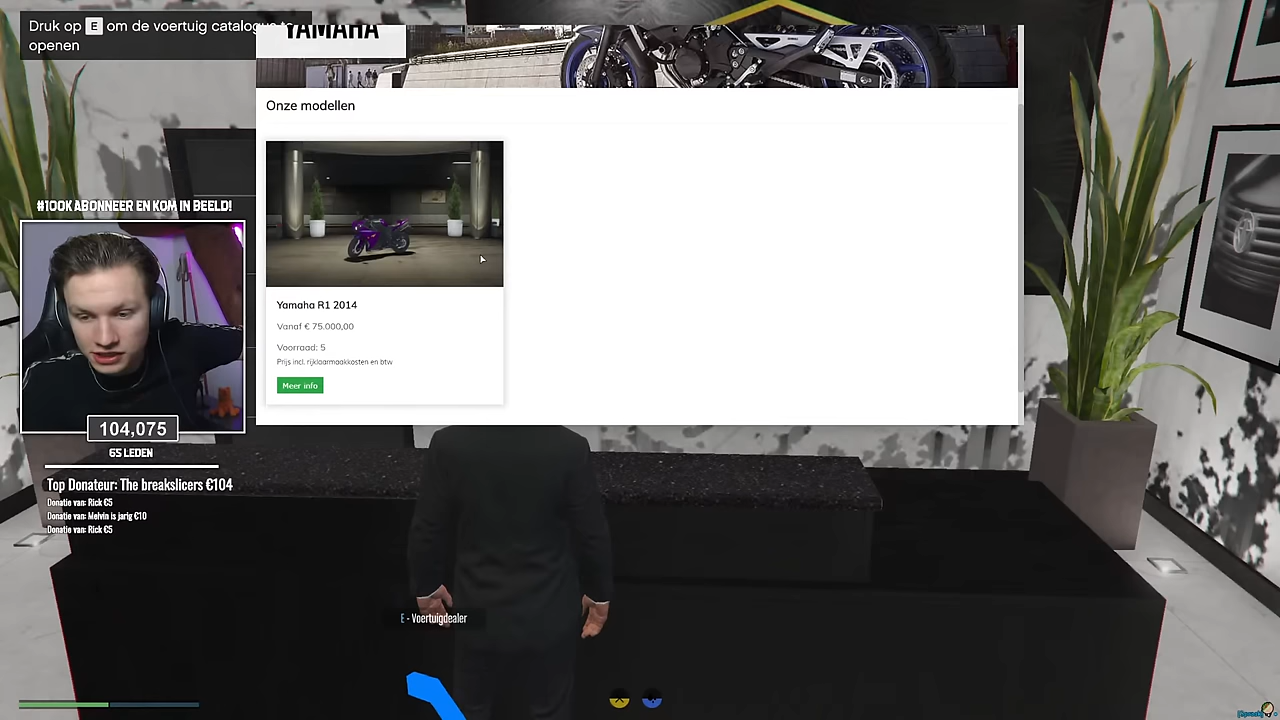 Druk op E om de voertuig catalogus te
openen
YAMAHA
Onze modellen
Yamaha R1 2014
Vanaf € 75.000,00
Voorraad: 5
Prijs incl. rijklaarmaakkosten en btw
Meer info
#100K ABONNEER EN KOM IN BEELD!
104,075
65 LEDEN
Top Donateur: The breakslicers €104
Donatie van: Rick €5
Donatie van: Melvin is jarig €10
Donatie van: Rick €5
E - Voertuigdealer